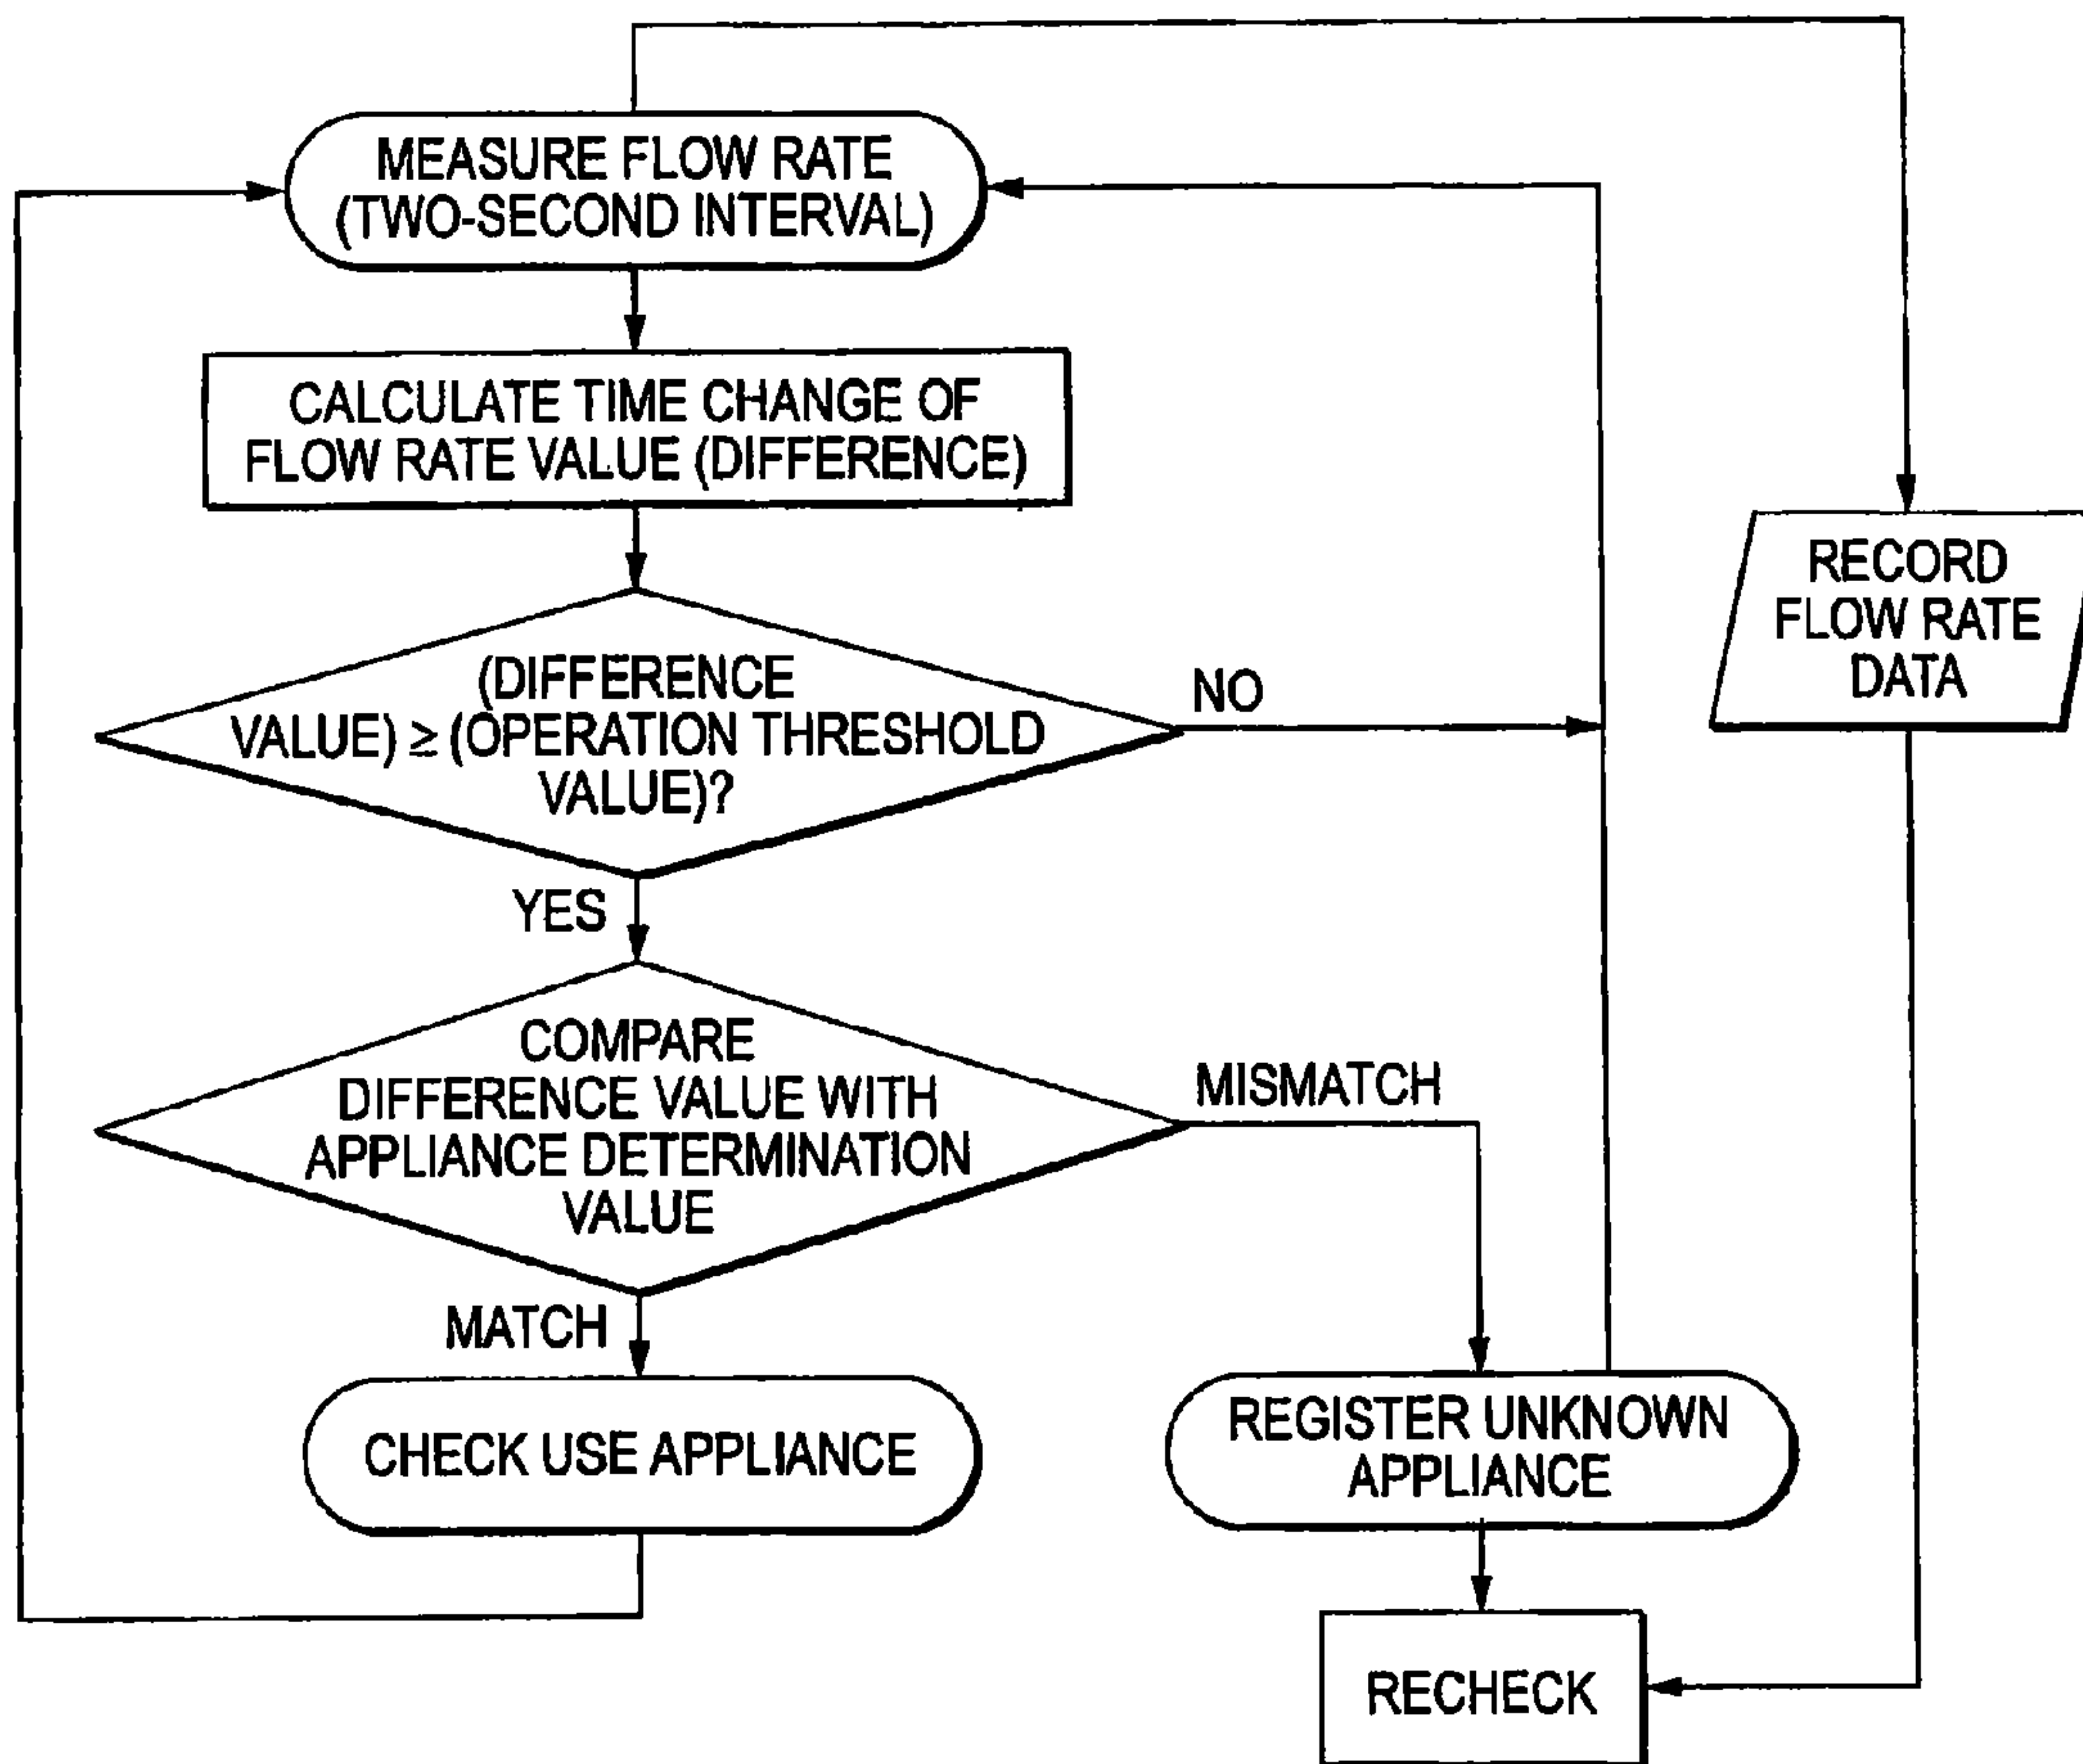 MEASURE FLOW RATE
(TWO-SECOND INTERVAL)
CALCULATE TIME CHANGE OF
FLOW RATE VALUE (DIFFERENCE)
RECORD
FLOW RATE
DATA
(DIFFERENCE
VALUE) ≥ (OPERATION THRESHOLD
VALUE)?
NO
YES
COMPARE
DIFFERENCE VALUE WITH
APPLIANCE DETERMINATION
VALUE
MISMATCH
MATCH
CHECK USE APPLIANCE
REGISTER UNKNOWN
APPLIANCE
RECHECK